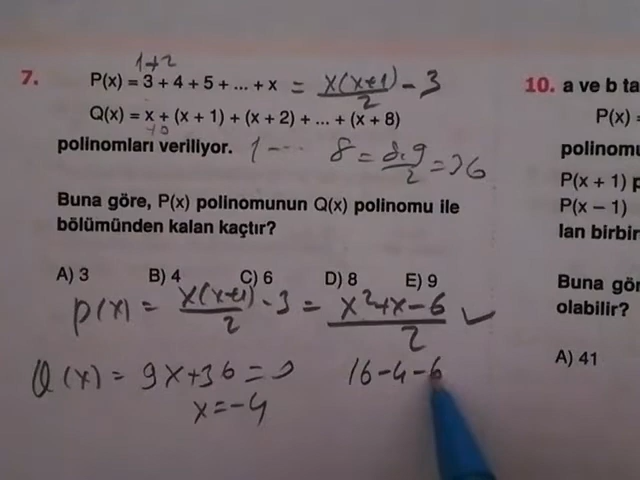 1+2
7. P(x) = 3 + 4 + 5 + ... + x = x(x+1)/2 - 3
Q(x) = x + (x + 1) + (x + 2) + ... + (x + 8)
+0
polinomları veriliyor. 1 ---- 8 = 8.9/2 = 36
Buna göre, P(x) polinomunun Q(x) polinomu ile
bölümünden kalan kaçtır?
A) 3 B) 4 C) 6 D) 8 E) 9
P(x) = x(x+1)/2 - 3 = x²+x-6/2 ✓
Q(x) = 9x+36=0 16-4-6
x=-4
10. a ve b ta
P(x) =
polinomu
P(x + 1) p
P(x − 1)
lan birbir
Buna gör
olabilir?
A) 41